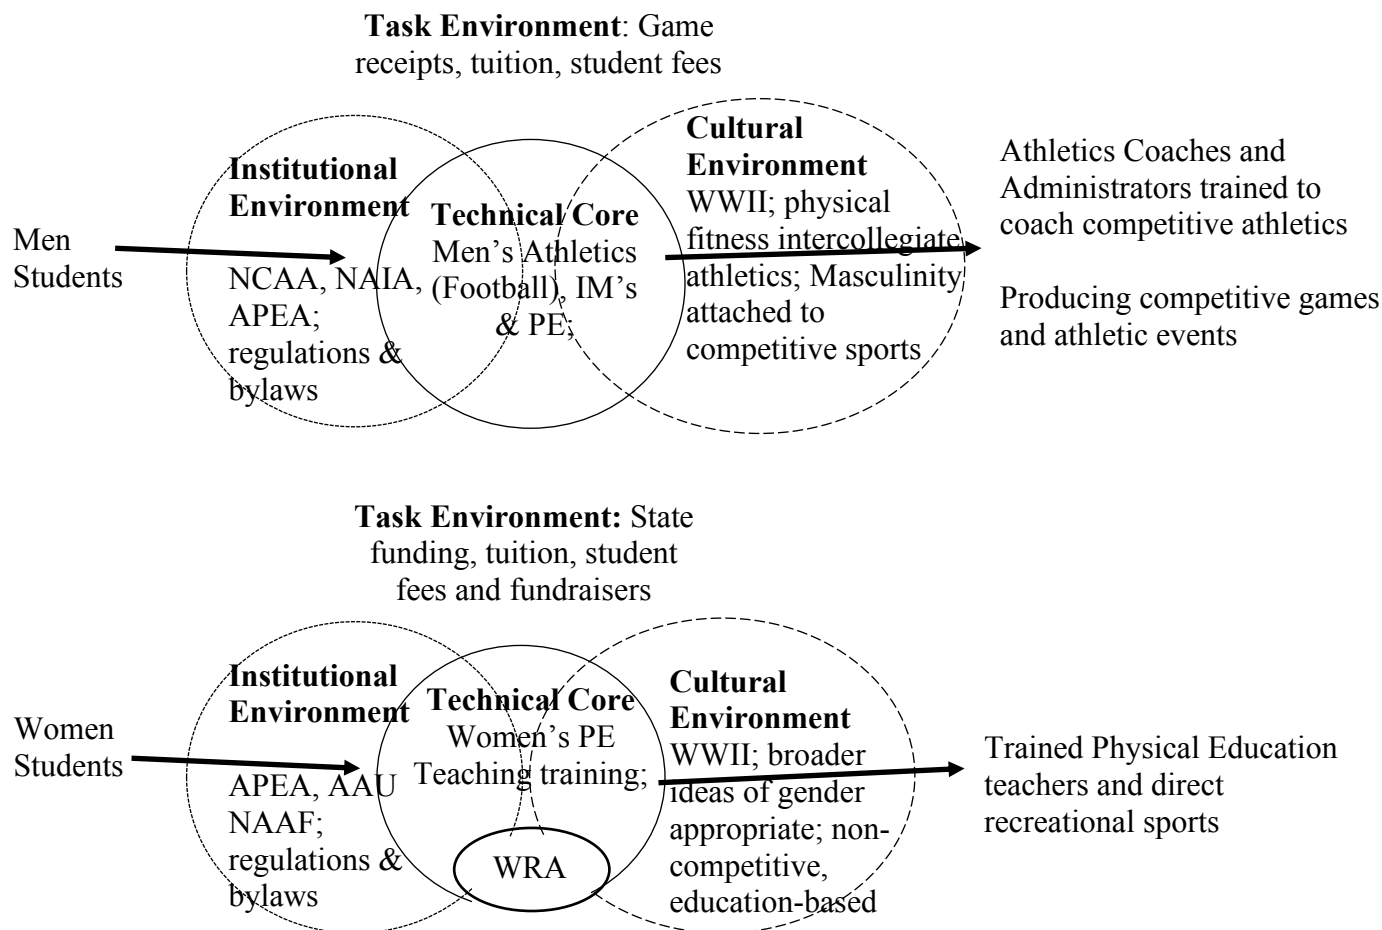 Task Environment: Game
receipts, tuition, student fees
Men
Students
Institutional
Environment
NCAA, NAIA,
APEA;
regulations &
bylaws
Technical Core
Men’s Athletics
(Football), IM’s
& PE;
Cultural
Environment
WWII; physical
fitness intercollegiate
athletics; Masculinity
attached to
competitive sports
Athletics Coaches and
Administrators trained to
coach competitive athletics
Producing competitive games
and athletic events
Task Environment: State
funding, tuition, student
fees and fundraisers
Women
Students
Institutional
Environment
APEA, AAU
NAAF;
regulations &
bylaws
Technical Core
Women’s PE
Teaching training;
WRA
Cultural
Environment
WWII; broader
ideas of gender
appropriate; non-
competitive,
education-based
Trained Physical Education
teachers and direct
recreational sports